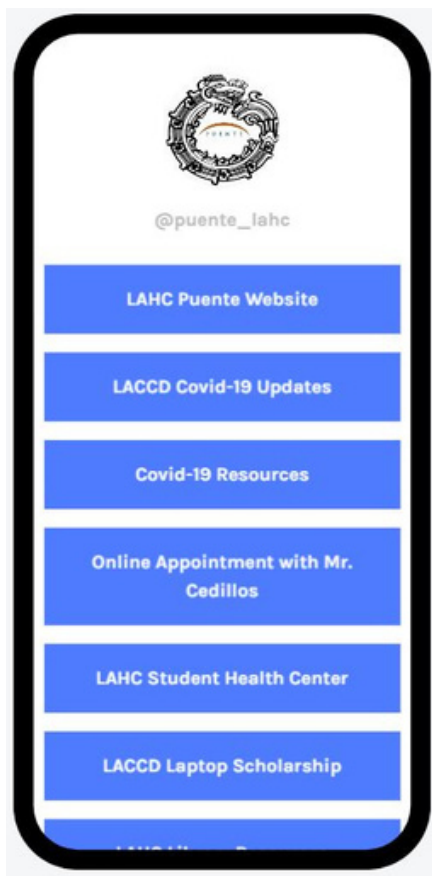 PUENTE
@puente_lahc
LAHC Puente Website
LACCD Covid-19 Updates
Covid-19 Resources
Online Appointment with Mr.
Cedillos
LAHC Student Health Center
LACCD Laptop Scholarship